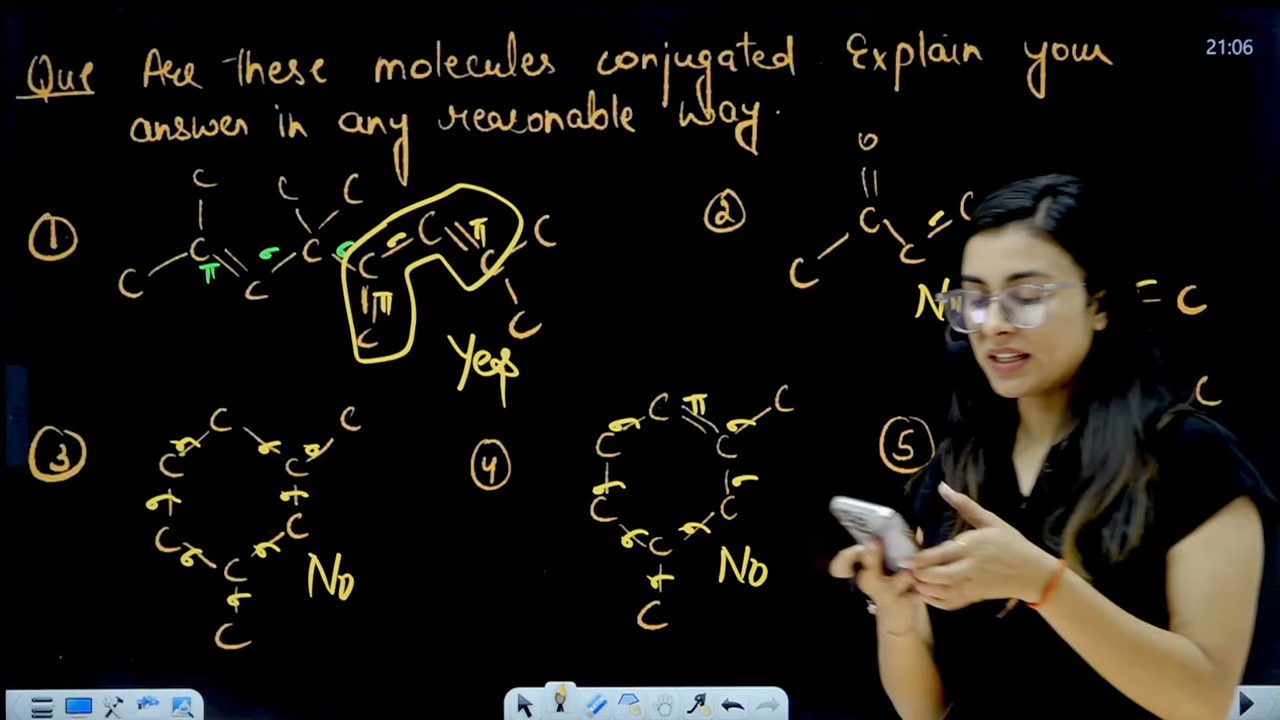 21:06
Que Are these molecules conjugated Explain your
answer in any reasonable way.
①
C
C C
C C C C
C C C C
C C
π σ σ π σ π
Yes
②
O
C C
C C
σ
C
C
③
C C
C C
C C
C
C
σ σ σ σ σ σ σ σ
No
④
C C
C C
C C
C
C
π σ σ σ σ σ σ σ
No
⑤